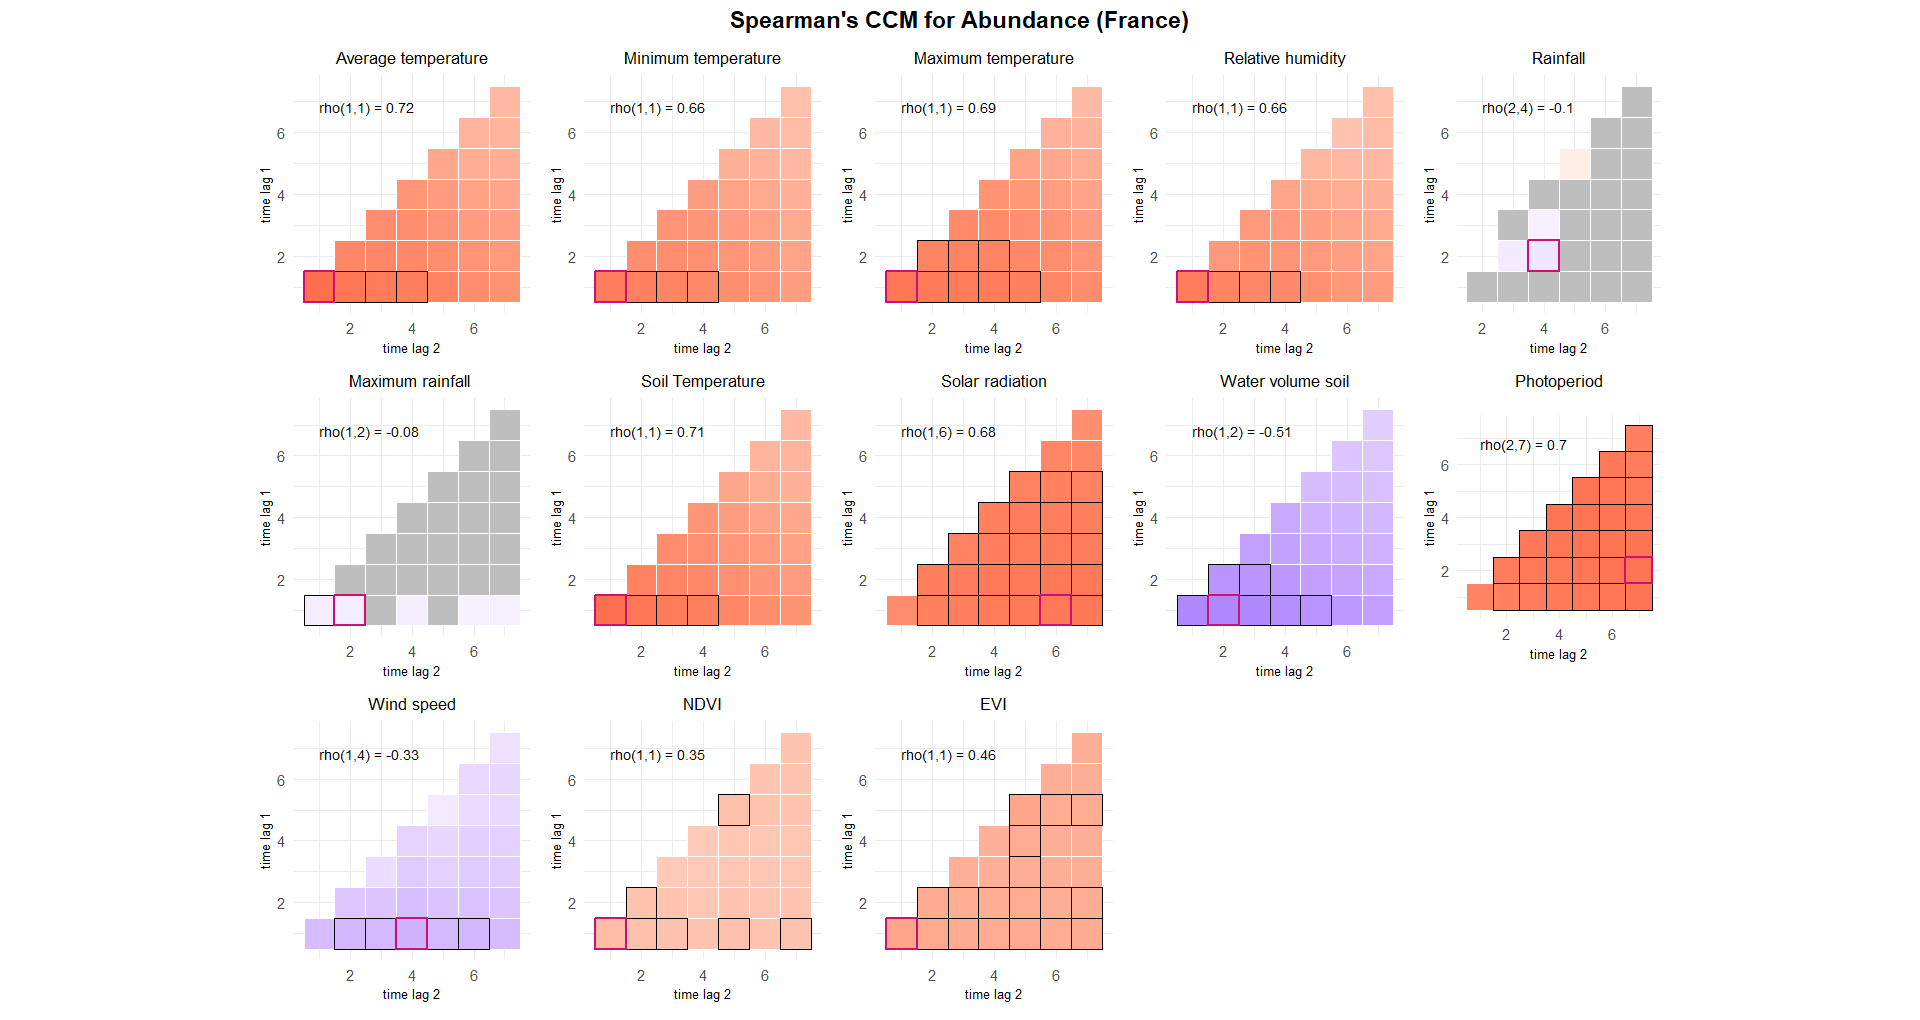 Spearman's CCM for Abundance (France)
Average temperature
rho(1,1) = 0.72
6
4
2
time lag 1
2 4 6
time lag 2
Minimum temperature
rho(1,1) = 0.66
6
4
2
time lag 1
2 4 6
time lag 2
Maximum temperature
rho(1,1) = 0.69
6
4
2
time lag 1
2 4 6
time lag 2
Relative humidity
rho(1,1) = 0.66
6
4
2
time lag 1
2 4 6
time lag 2
Rainfall
rho(2,4) = -0.1
6
4
2
time lag 1
2 4 6
time lag 2
Maximum rainfall
rho(1,2) = -0.08
6
4
2
time lag 1
2 4 6
time lag 2
Soil Temperature
rho(1,1) = 0.71
6
4
2
time lag 1
2 4 6
time lag 2
Solar radiation
rho(1,6) = 0.68
6
4
2
time lag 1
2 4 6
time lag 2
Water volume soil
rho(1,2) = -0.51
6
4
2
time lag 1
2 4 6
time lag 2
Photoperiod
rho(2,7) = 0.7
6
4
2
time lag 1
2 4 6
time lag 2
Wind speed
rho(1,4) = -0.33
6
4
2
time lag 1
2 4 6
time lag 2
NDVI
rho(1,1) = 0.35
6
4
2
time lag 1
2 4 6
time lag 2
EVI
rho(1,1) = 0.46
6
4
2
time lag 1
2 4 6
time lag 2